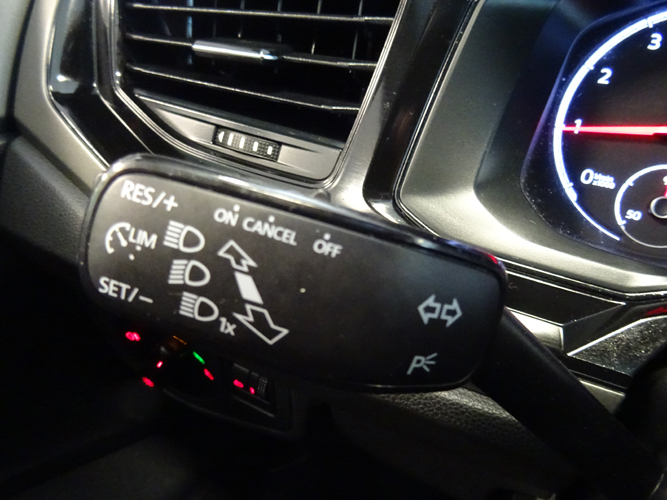 RES/+
ON CANCEL OFF
LIM
SET/-
1x
P
3
2
1
0
50